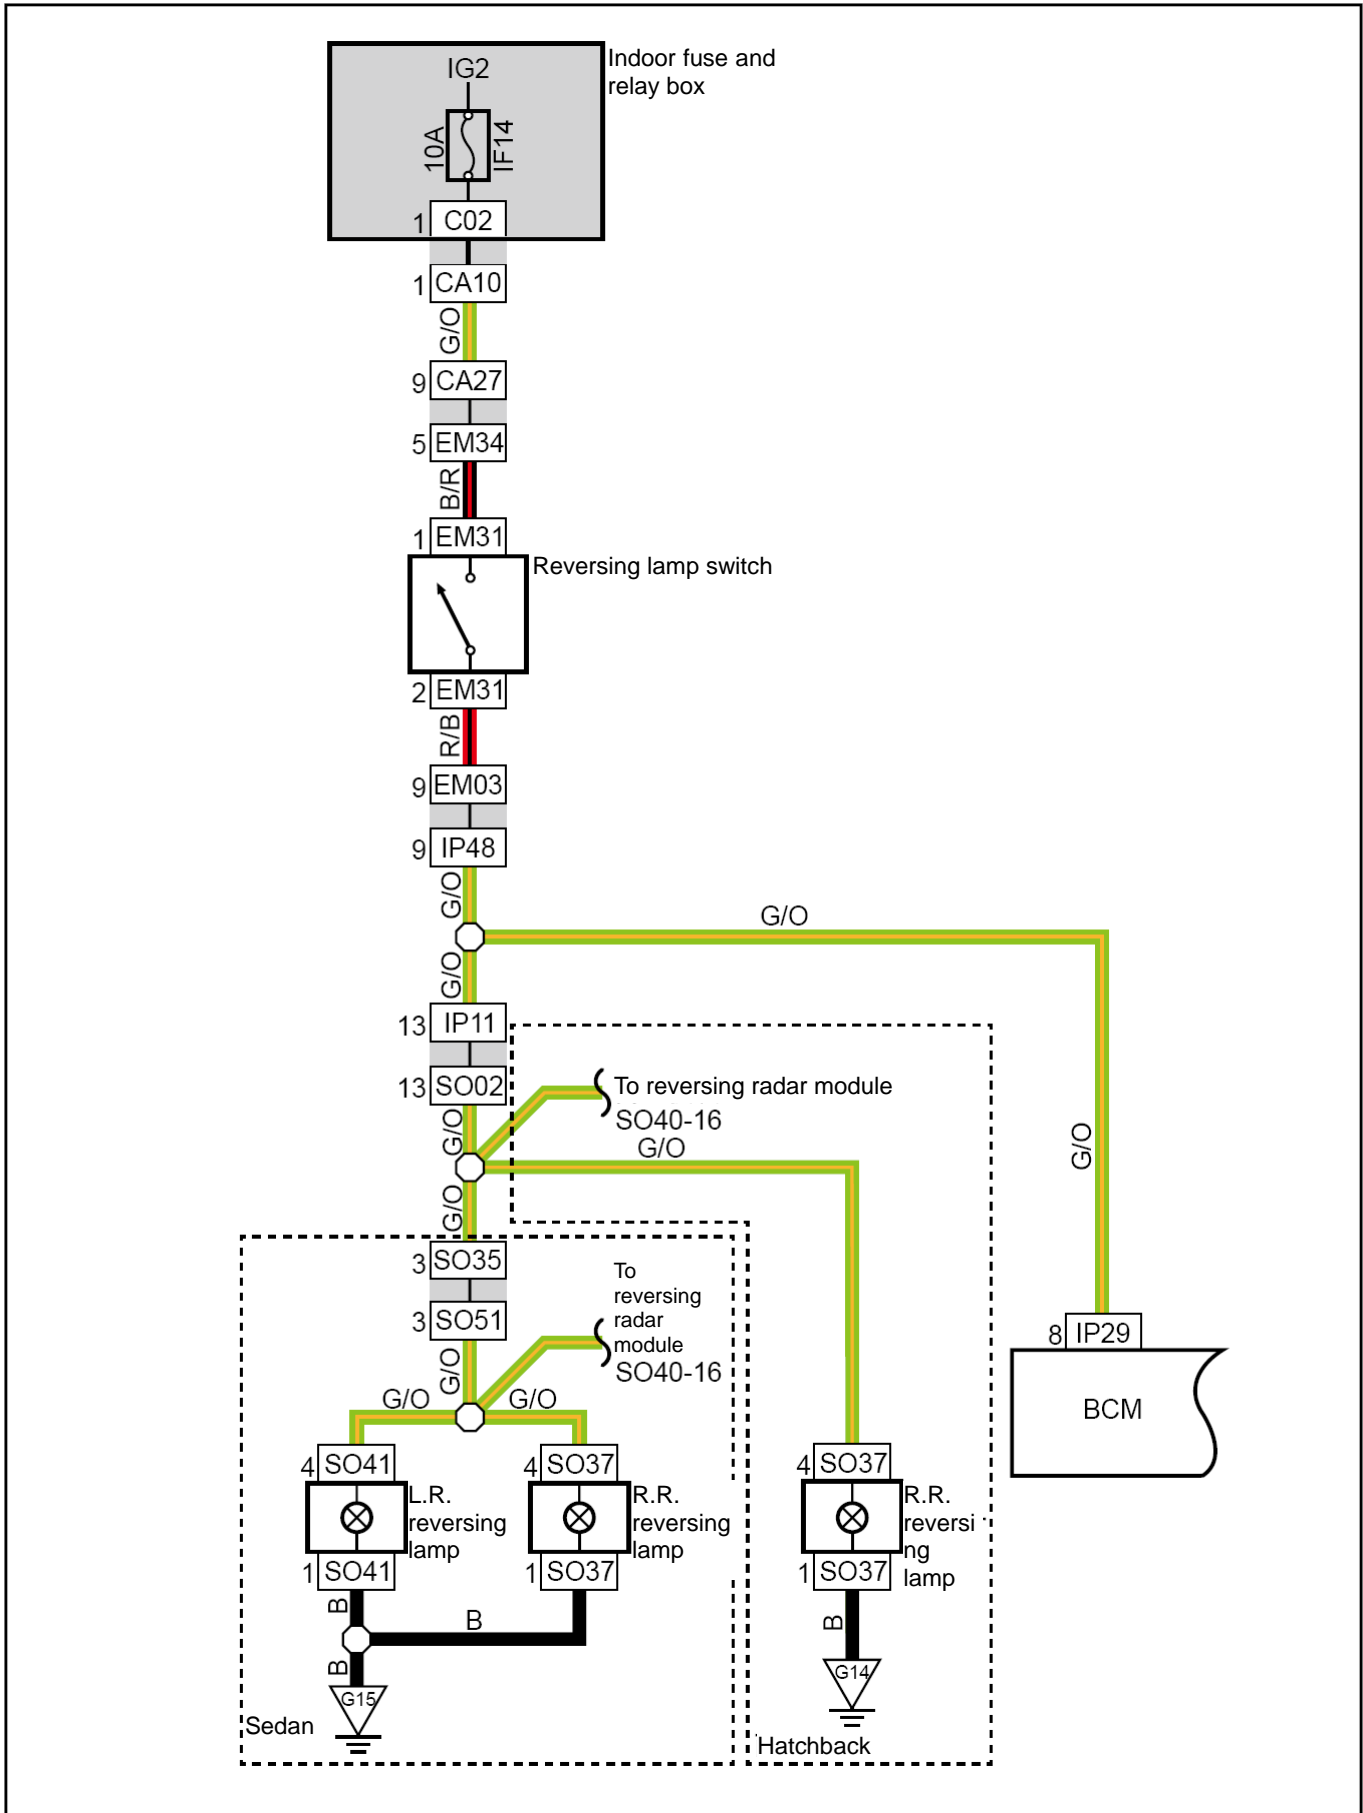 Indoor fuse and
relay box
IG2
10A
IF14
1 C02
1 CA10
G/O
9 CA27
5 EM34
B/R
1 EM31
Reversing lamp switch
2 EM31
R/B
9 EM03
9 IP48
G/O
G/O
G/O
13 IP11
13 SO02
To reversing radar module
SO40-16
G/O
G/O
G/O
G/O
3 SO35
3 SO51
To
reversing
radar
module
SO40-16
G/O
G/O
G/O
8 IP29
BCM
4 SO41
4 SO37
4 SO37
L.R.
reversing
lamp
R.R.
reversing
lamp
R.R.
reversi
ng
lamp
1 SO41
1 SO37
1 SO37
B
B
B
B
G15
G14
Sedan
Hatchback